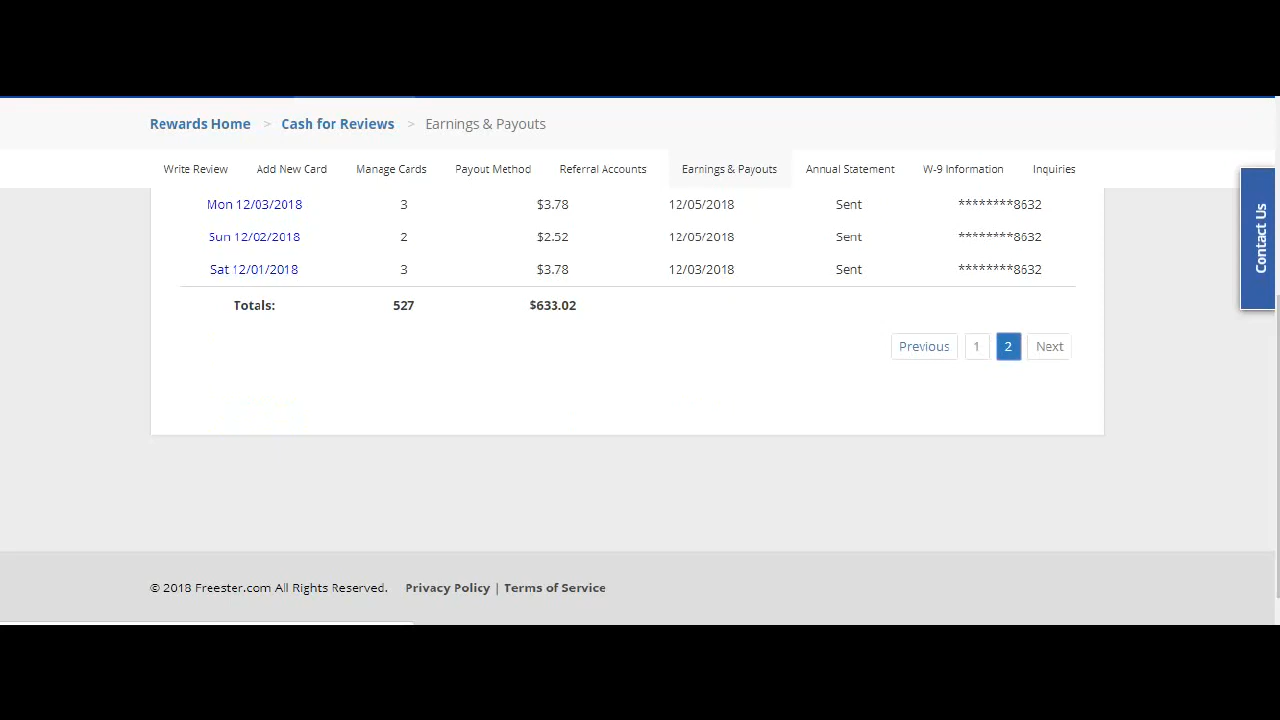 Rewards Home > Cash for Reviews > Earnings & Payouts
Write Review Add New Card Manage Cards Payout Method Referral Accounts Earnings & Payouts Annual Statement W-9 Information Inquiries
Mon 12/03/2018 3 $3.78 12/05/2018 Sent ********8632
Sun 12/02/2018 2 $2.52 12/05/2018 Sent ********8632
Sat 12/01/2018 3 $3.78 12/03/2018 Sent ********8632
Totals: 527 $633.02
Previous 1 2 Next
Contact Us
© 2018 Freester.com All Rights Reserved. Privacy Policy | Terms of Service